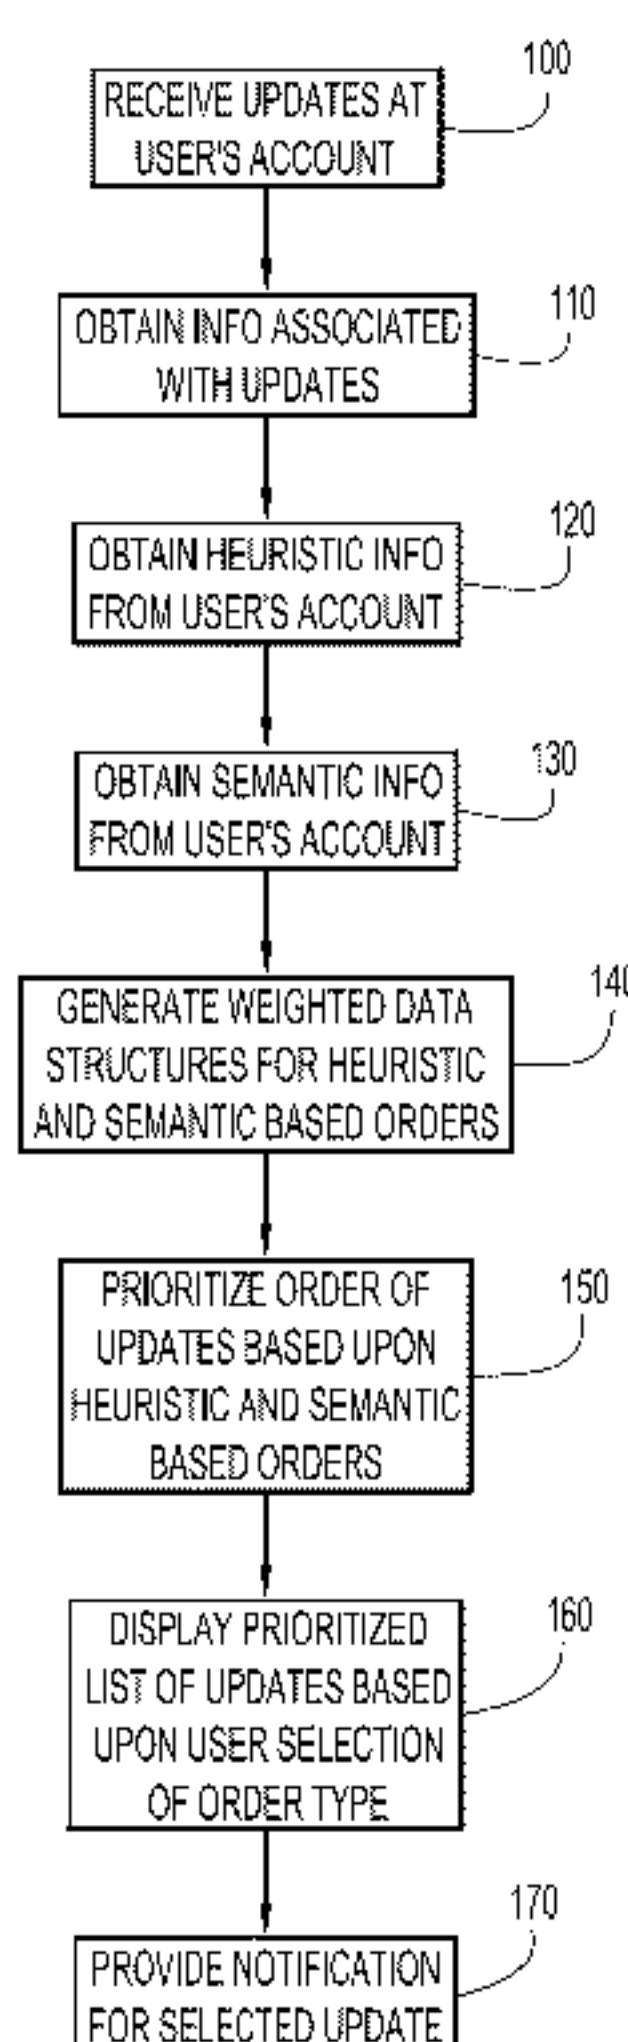 100
RECEIVE UPDATES AT
USER'S ACCOUNT
110
OBTAIN INFO ASSOCIATED
WITH UPDATES
120
OBTAIN HEURISTIC INFO
FROM USER'S ACCOUNT
130
OBTAIN SEMANTIC INFO
FROM USER'S ACCOUNT
140
GENERATE WEIGHTED DATA
STRUCTURES FOR HEURISTIC
AND SEMANTIC BASED ORDERS
150
PRIORITIZE ORDER OF
UPDATES BASED UPON
HEURISTIC AND SEMANTIC
BASED ORDERS
160
DISPLAY PRIORITIZED
LIST OF UPDATES BASED
UPON USER SELECTION
OF ORDER TYPE
170
PROVIDE NOTIFICATION
FOR SELECTED UPDATE